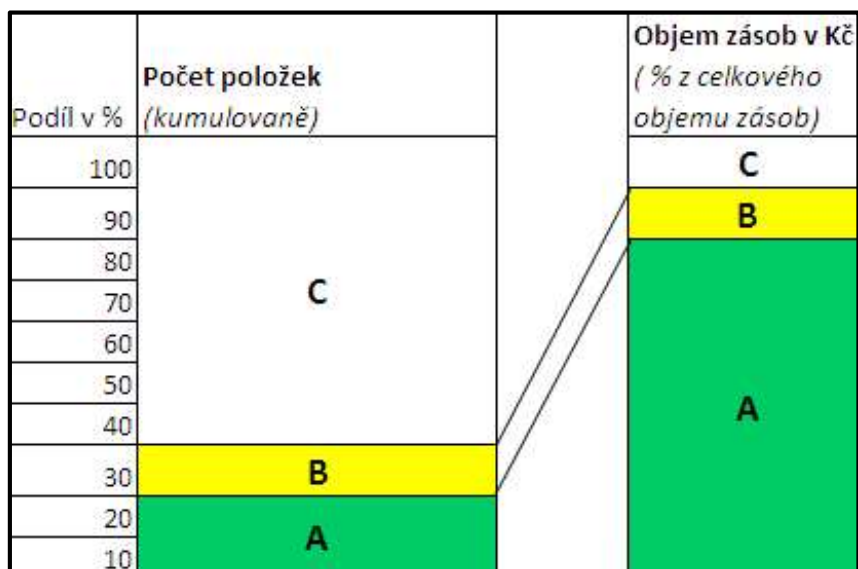 Objem zásob v Kč
Počet položek
( % z celkového
Podíl v %
(kumulovaně)
objemu zásob)
100
C
90
B
80
70
C
60
50
A
40
30
B
20
A
10